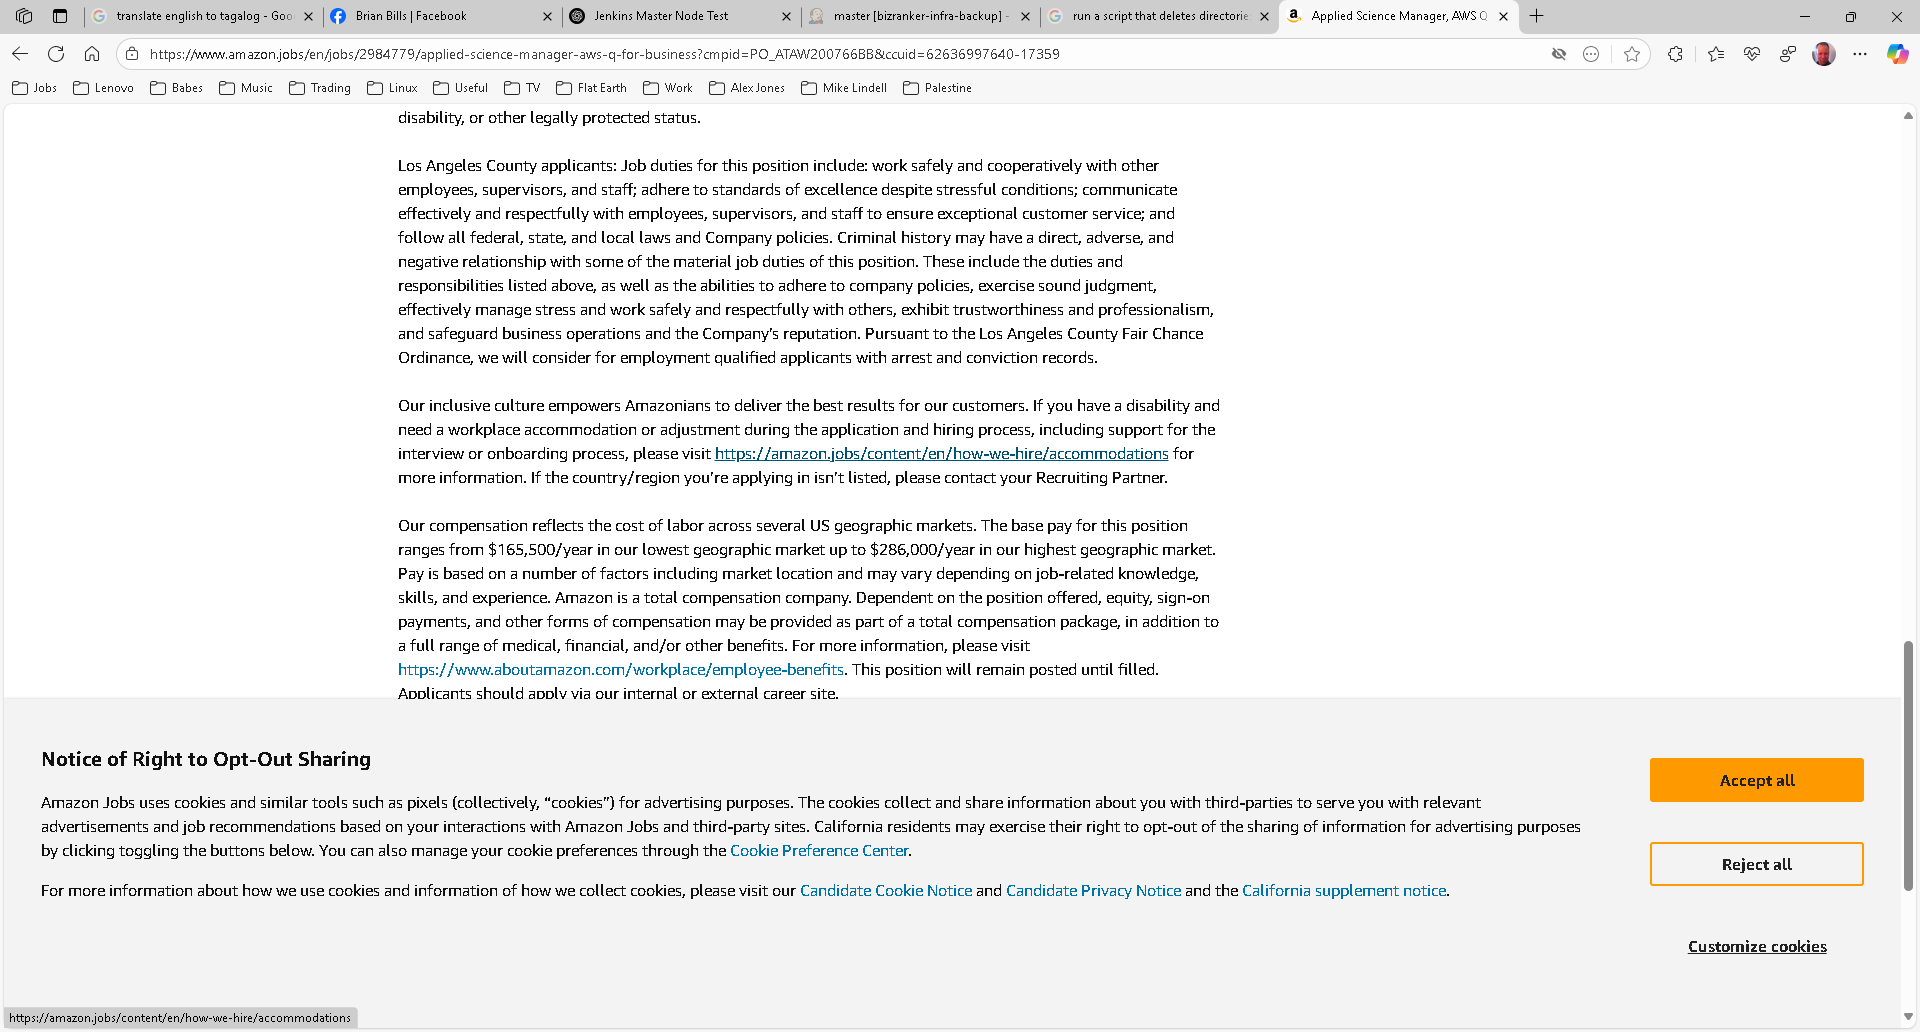 translate english to tagalog - Goo
Brian Bills | Facebook
Jenkins Master Node Test
master [bizranker-infra-backup] -
run a script that deletes directorie
Applied Science Manager, AWS Q
https://www.amazon.jobs/en/jobs/2984779/applied-science-manager-aws-q-for-business?cmpid=PO_ATAW200766BB&ccuid=62636997640-17359
Jobs
Lenovo
Babes
Music
Trading
Linux
Useful
TV
Flat Earth
Work
Alex Jones
Mike Lindell
Palestine
disability, or other legally protected status.
Los Angeles County applicants: Job duties for this position include: work safely and cooperatively with other
employees, supervisors, and staff; adhere to standards of excellence despite stressful conditions; communicate
effectively and respectfully with employees, supervisors, and staff to ensure exceptional customer service; and
follow all federal, state, and local laws and Company policies. Criminal history may have a direct, adverse, and
negative relationship with some of the material job duties of this position. These include the duties and
responsibilities listed above, as well as the abilities to adhere to company policies, exercise sound judgment,
effectively manage stress and work safely and respectfully with others, exhibit trustworthiness and professionalism,
and safeguard business operations and the Company’s reputation. Pursuant to the Los Angeles County Fair Chance
Ordinance, we will consider for employment qualified applicants with arrest and conviction records.
Our inclusive culture empowers Amazonians to deliver the best results for our customers. If you have a disability and
need a workplace accommodation or adjustment during the application and hiring process, including support for the
interview or onboarding process, please visit https://amazon.jobs/content/en/how-we-hire/accommodations for
more information. If the country/region you’re applying in isn’t listed, please contact your Recruiting Partner.
Our compensation reflects the cost of labor across several US geographic markets. The base pay for this position
ranges from $165,500/year in our lowest geographic market up to $286,000/year in our highest geographic market.
Pay is based on a number of factors including market location and may vary depending on job-related knowledge,
skills, and experience. Amazon is a total compensation company. Dependent on the position offered, equity, sign-on
payments, and other forms of compensation may be provided as part of a total compensation package, in addition to
a full range of medical, financial, and/or other benefits. For more information, please visit
https://www.aboutamazon.com/workplace/employee-benefits. This position will remain posted until filled.
Applicants should apply via our internal or external career site.
Notice of Right to Opt-Out Sharing
Amazon Jobs uses cookies and similar tools such as pixels (collectively, “cookies”) for advertising purposes. The cookies collect and share information about you with third-parties to serve you with relevant
advertisements and job recommendations based on your interactions with Amazon Jobs and third-party sites. California residents may exercise their right to opt-out of the sharing of information for advertising purposes
by clicking toggling the buttons below. You can also manage your cookie preferences through the Cookie Preference Center.
For more information about how we use cookies and information of how we collect cookies, please visit our Candidate Cookie Notice and Candidate Privacy Notice and the California supplement notice.
Accept all
Reject all
Customize cookies
https://amazon.jobs/content/en/how-we-hire/accommodations